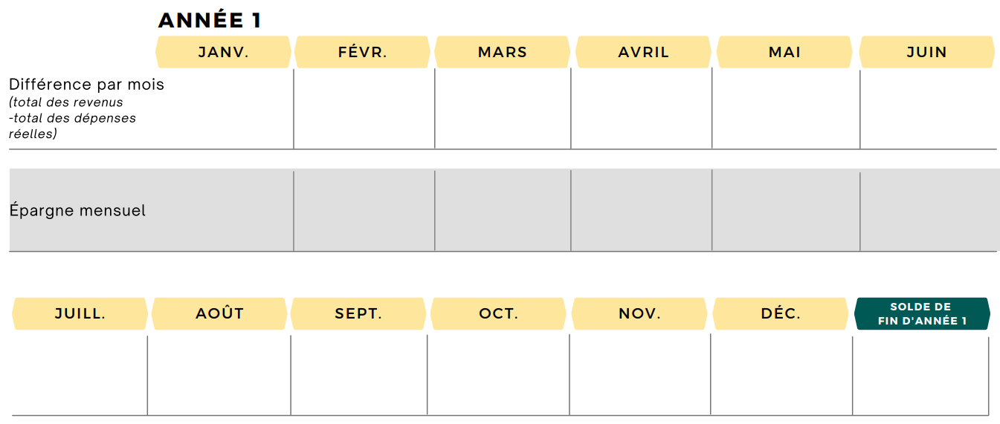 ANNÉE 1
JANV.
FÉVR.
MARS
AVRIL
MAI
JUIN
Différence par mois
(total des revenus
-total des dépenses
réelles)
Épargne mensuel
JUILL.
AOÛT
SEPT.
OCT.
NOV.
DÉC.
SOLDE DE
FIN D'ANNÉE 1